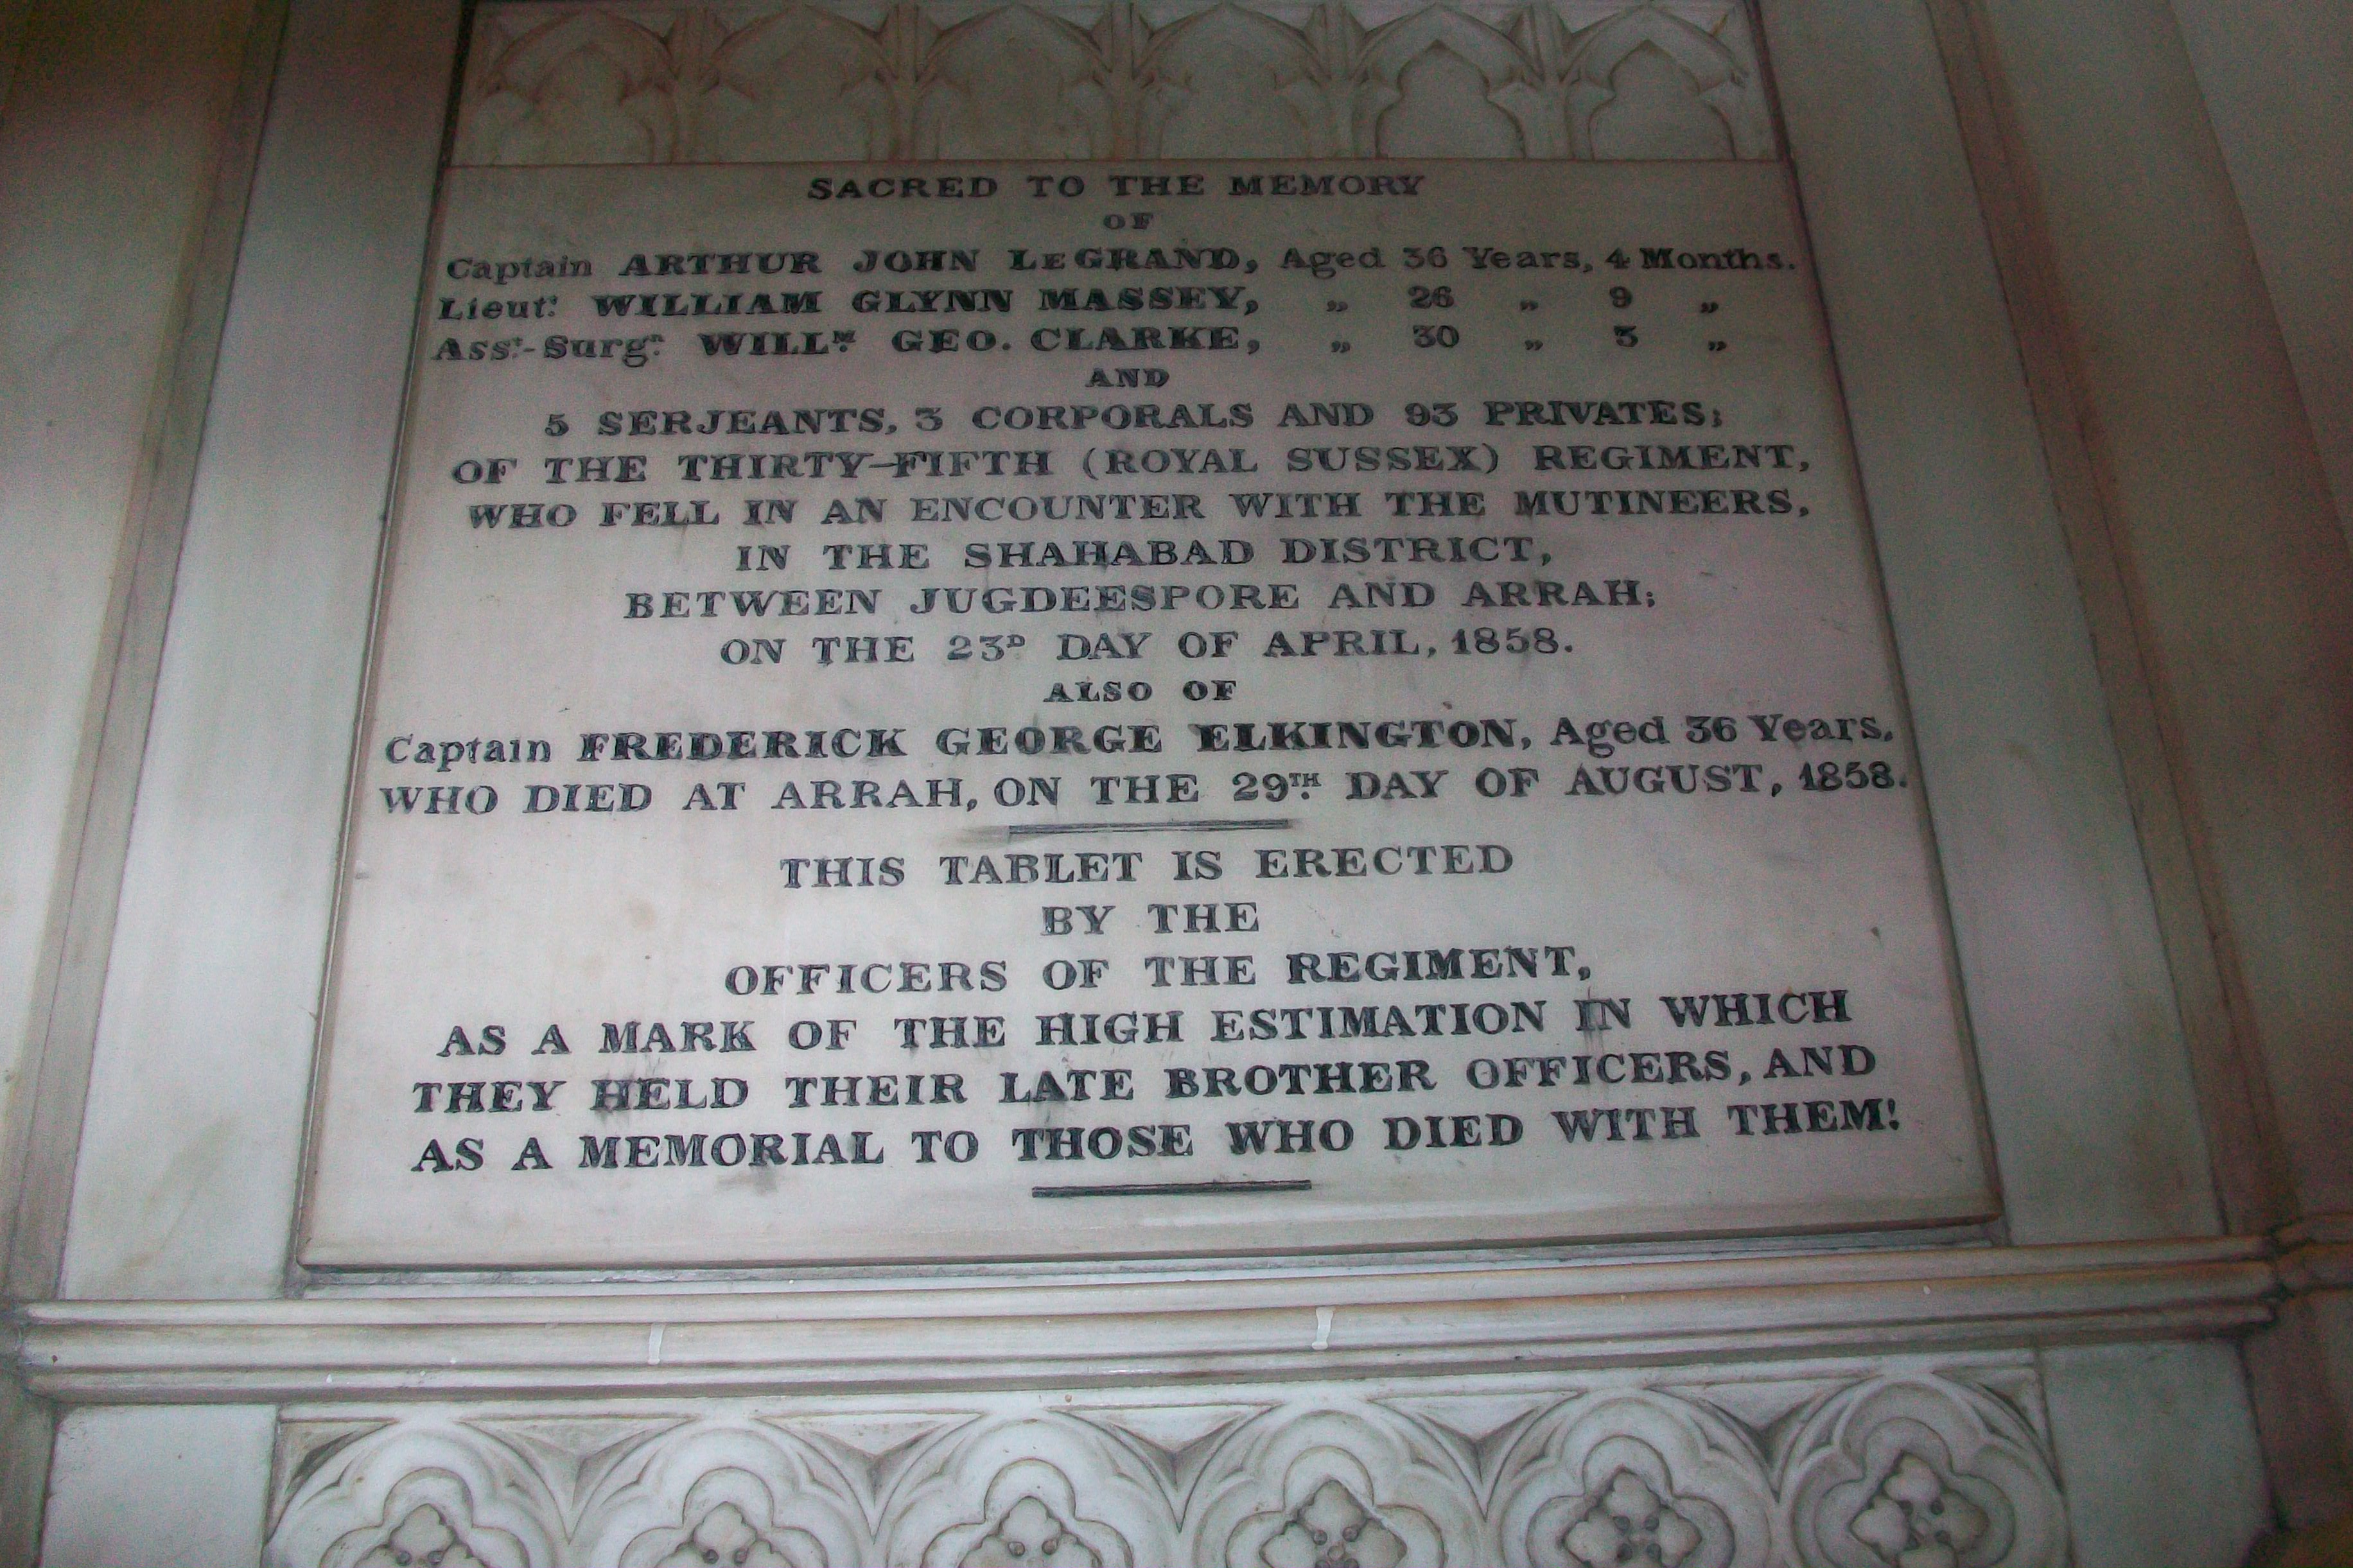 SACRED TO THE MEMORY
OF
Captain ARTHUR JOHN LEGRAND, Aged 36 Years, 4 Months.
Lieut: WILLIAM GLYNN MASSEY, „ 26 „ 9 „
Asst.-Surgn. WILLM. GEO. CLARKE, „ 30 „ 3 „
AND
5 SERJEANTS, 3 CORPORALS AND 93 PRIVATES;
OF THE THIRTY-FIFTH (ROYAL SUSSEX) REGIMENT,
WHO FELL IN AN ENCOUNTER WITH THE MUTINEERS,
IN THE SHAHABAD DISTRICT,
BETWEEN JUGDEESPORE AND ARRAH;
ON THE 23D DAY OF APRIL, 1858.
ALSO OF
Captain FREDERICK GEORGE ELKINGTON, Aged 36 Years,
WHO DIED AT ARRAH, ON THE 29TH. DAY OF AUGUST, 1858.
THIS TABLET IS ERECTED
BY THE
OFFICERS OF THE REGIMENT,
AS A MARK OF THE HIGH ESTIMATION IN WHICH
THEY HELD THEIR LATE BROTHER OFFICERS, AND
AS A MEMORIAL TO THOSE WHO DIED WITH THEM!